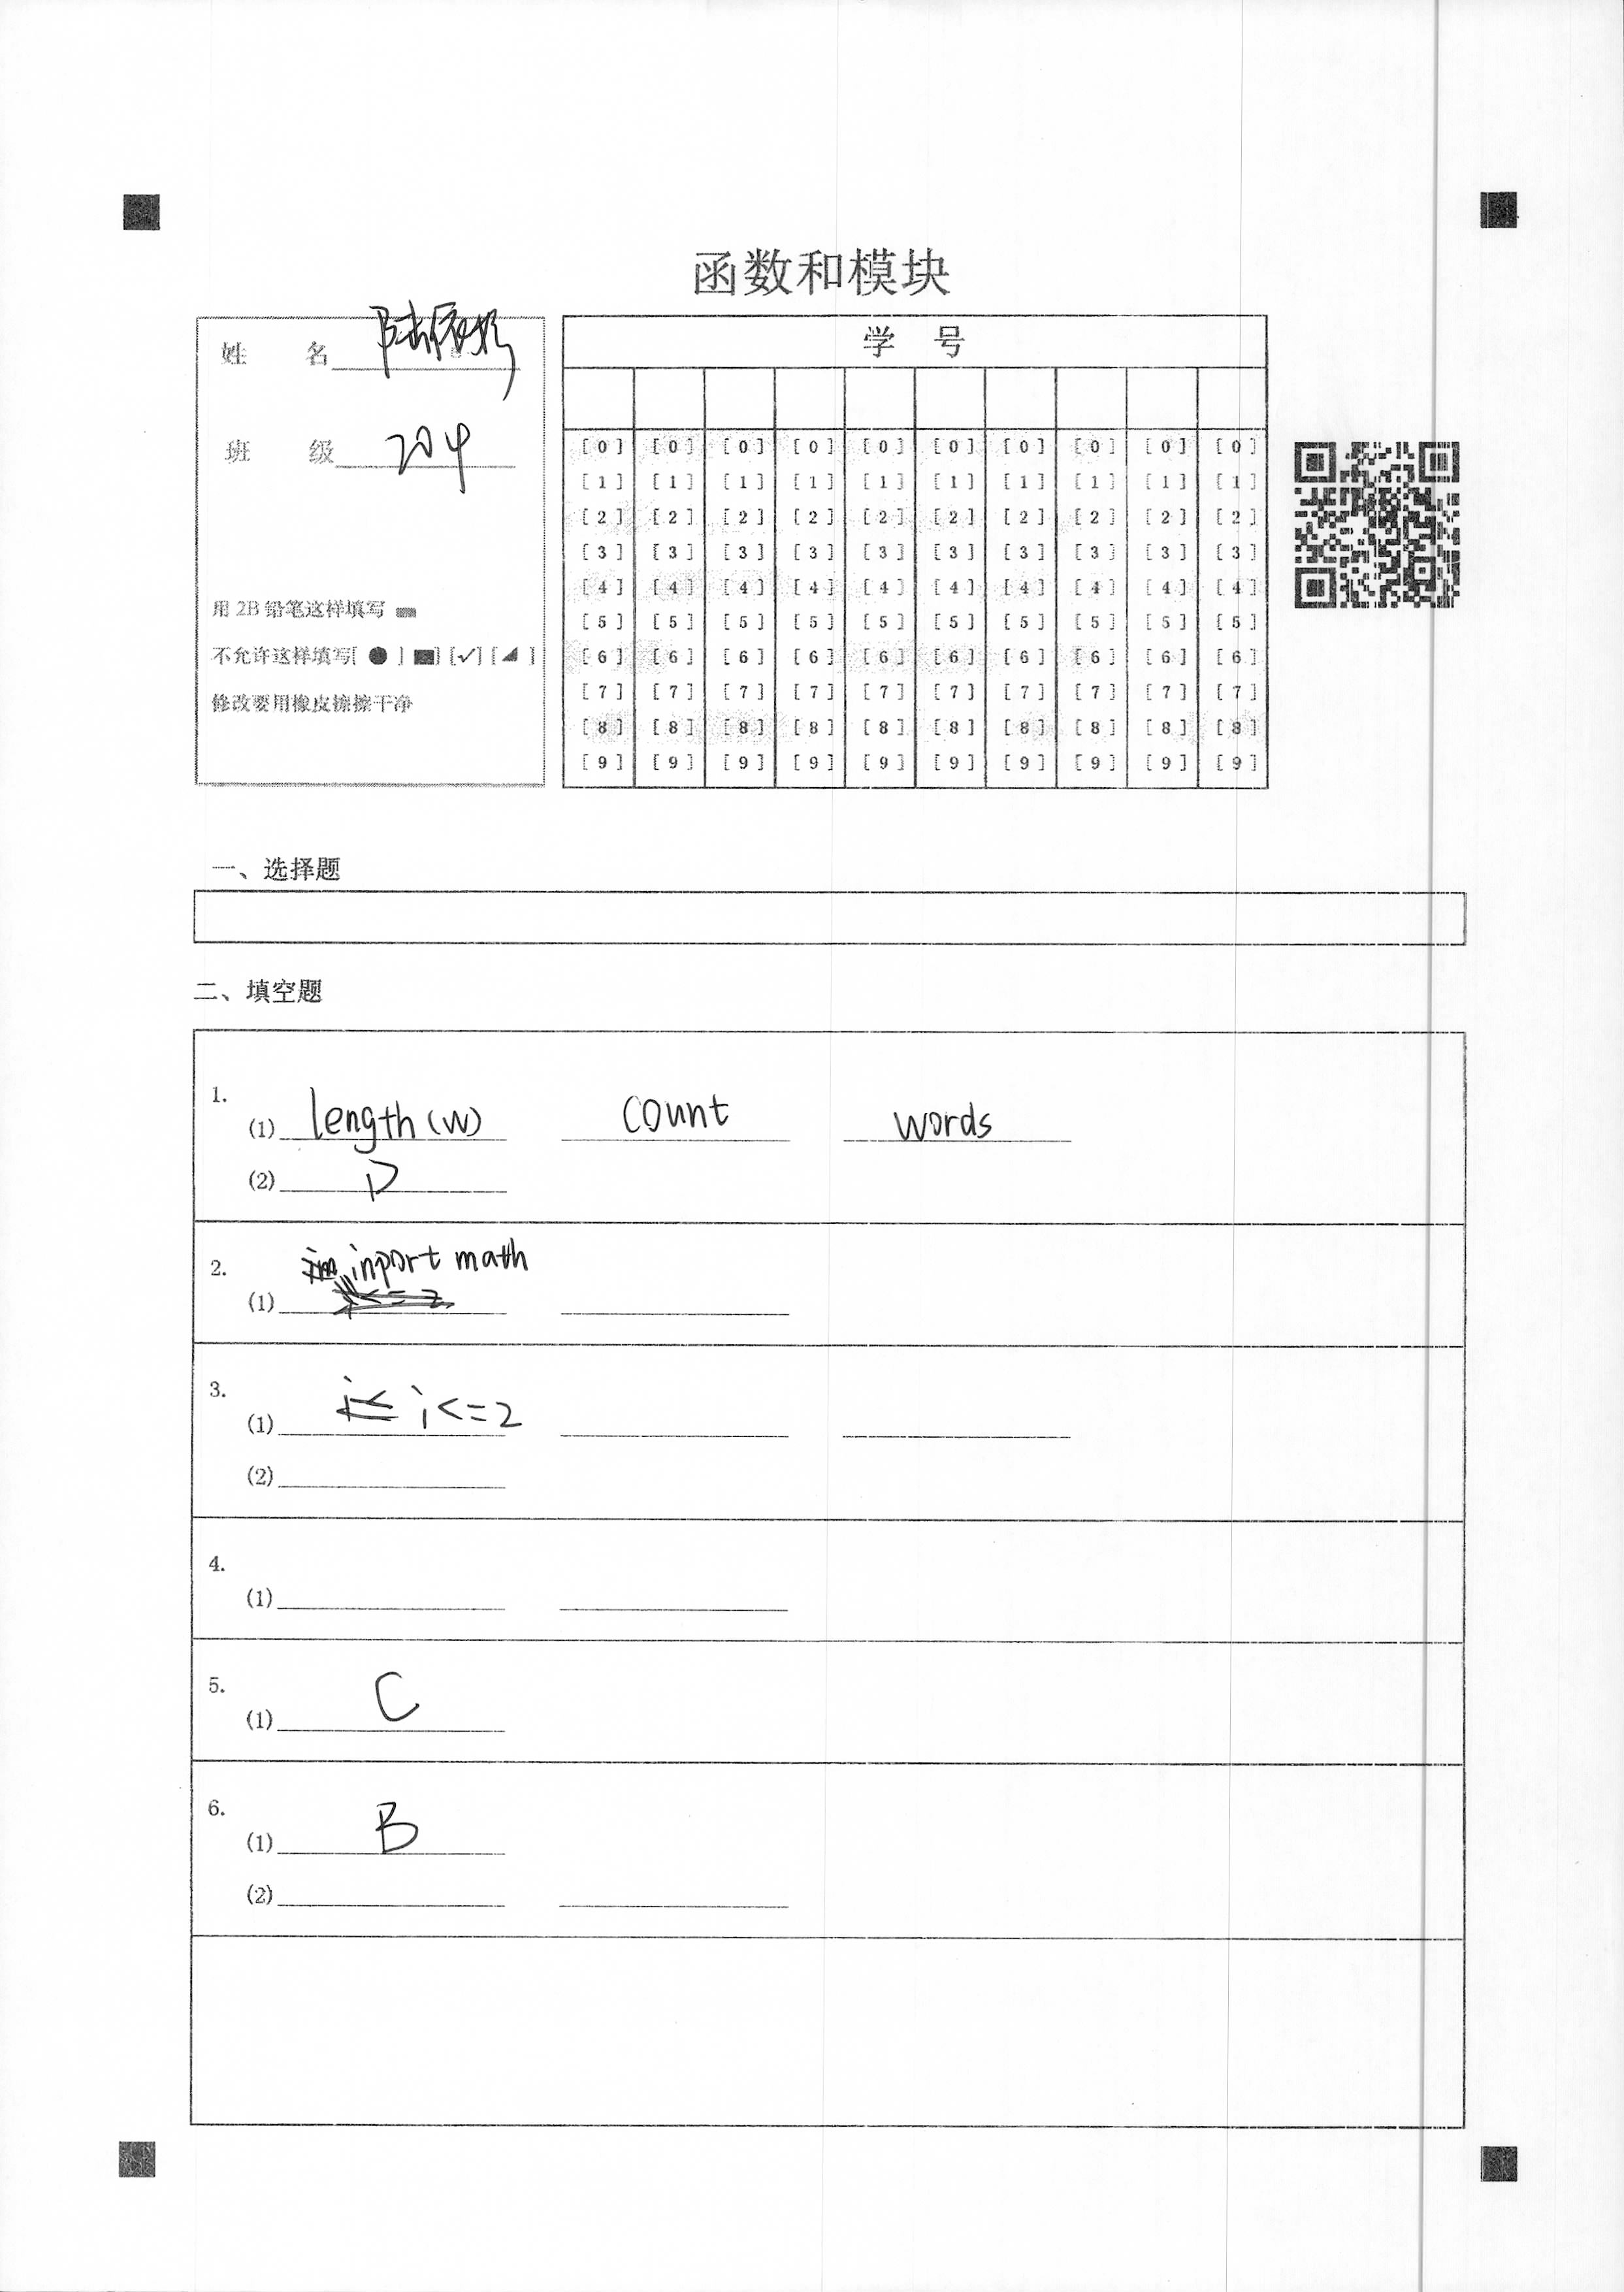 函数和模块
姓 名
班 级 204
用 2B 铅笔这样填写
不允许这样填写[ ● ] [✓] [ ]
修改要用橡皮擦擦干净
学 号
[0] [0] [0] [0] [0] [0] [0] [0] [0] [0]
[1] [1] [1] [1] [1] [1] [1] [1] [1] [1]
[2] [2] [2] [2] [2] [2] [2] [2] [2] [2]
[3] [3] [3] [3] [3] [3] [3] [3] [3] [3]
[4] [4] [4] [4] [4] [4] [4] [4] [4] [4]
[5] [5] [5] [5] [5] [5] [5] [5] [5] [5]
[6] [6] [6] [6] [6] [6] [6] [6] [6] [6]
[7] [7] [7] [7] [7] [7] [7] [7] [7] [7]
[8] [8] [8] [8] [8] [8] [8] [8] [8] [8]
[9] [9] [9] [9] [9] [9] [9] [9] [9] [9]
一、选择题
二、填空题
1.
(1) length(w) count words
(2) D
2. inport math
(1)
3.
(1) i<=2
(2)
4.
(1)
5.
(1) C
6.
(1) B
(2)